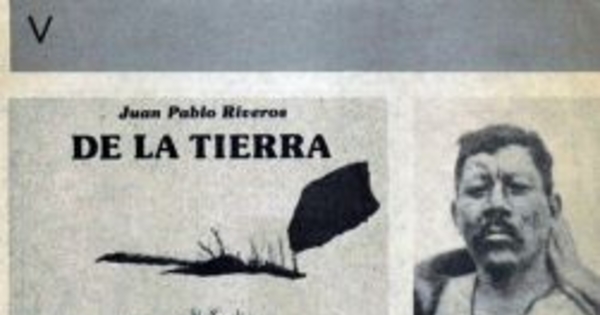 V
Juan Pablo Riveros
DE LA TIERRA